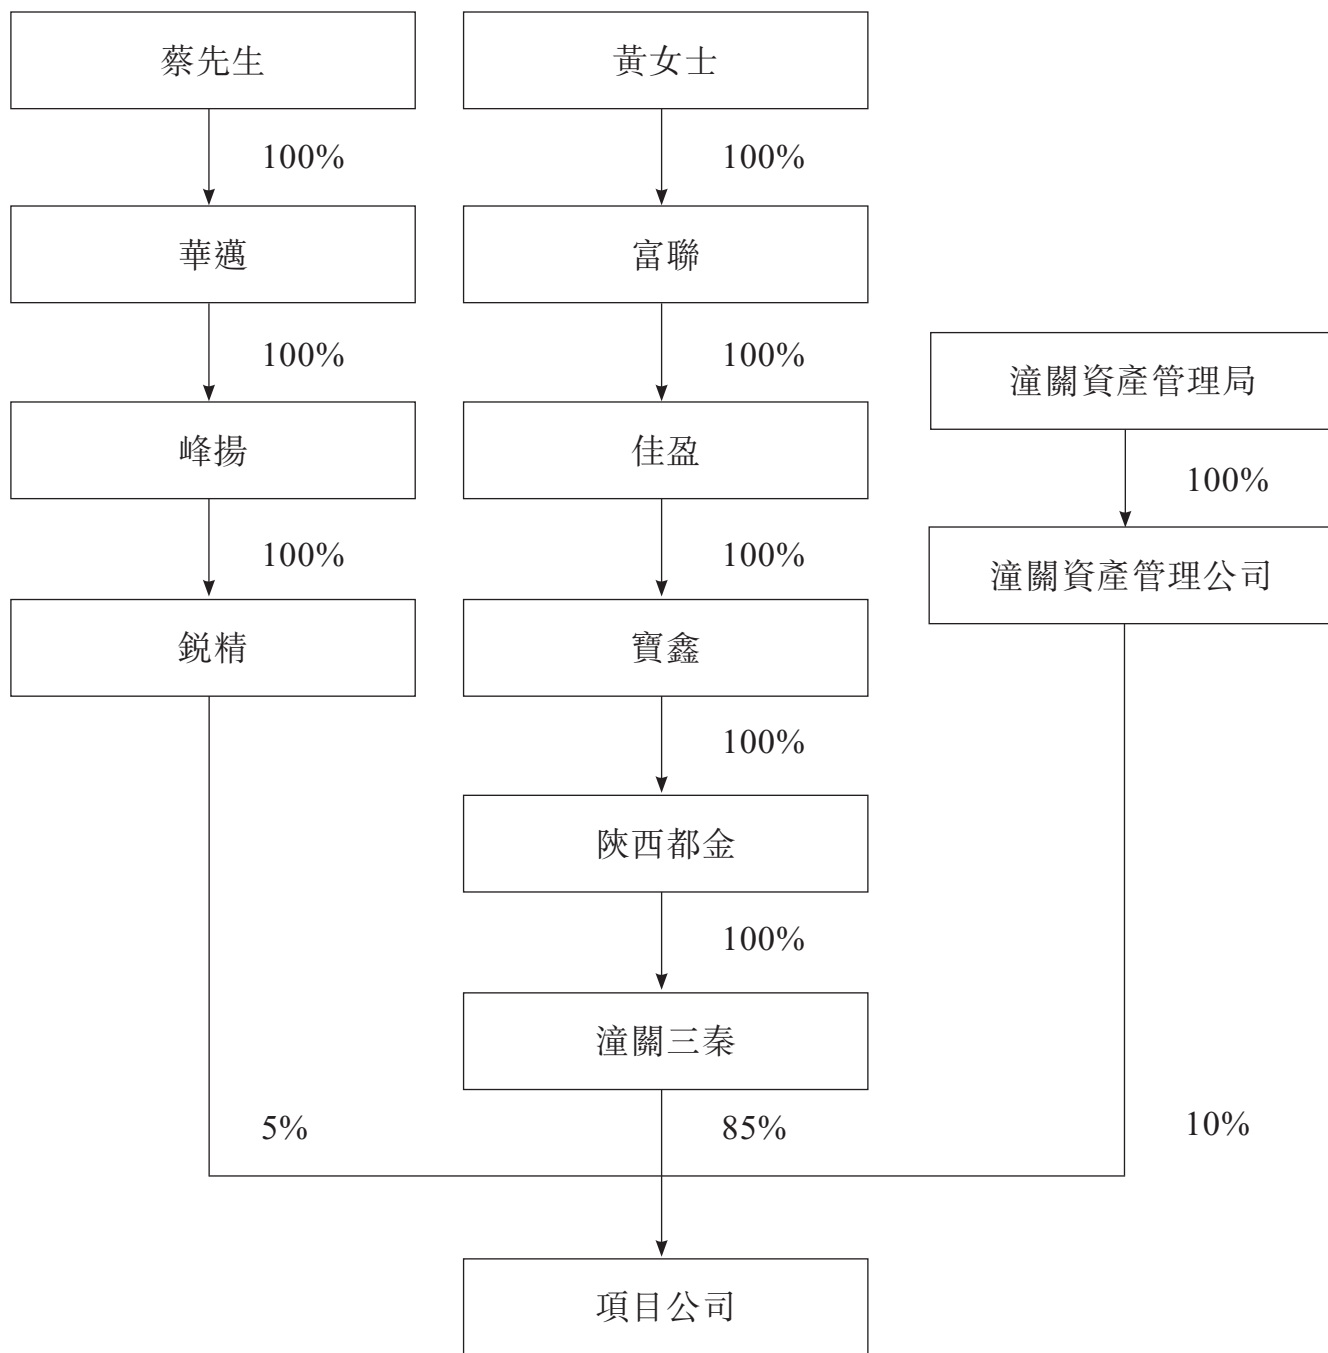 蔡先生
黃女士
100%
100%
華邁
富聯
100%
100%
潼關資產管理局
峰揚
佳盈
100%
100%
100%
潼關資產管理公司
鋭精
寶鑫
100%
陝西都金
100%
潼關三秦
5%
85%
10%
項目公司